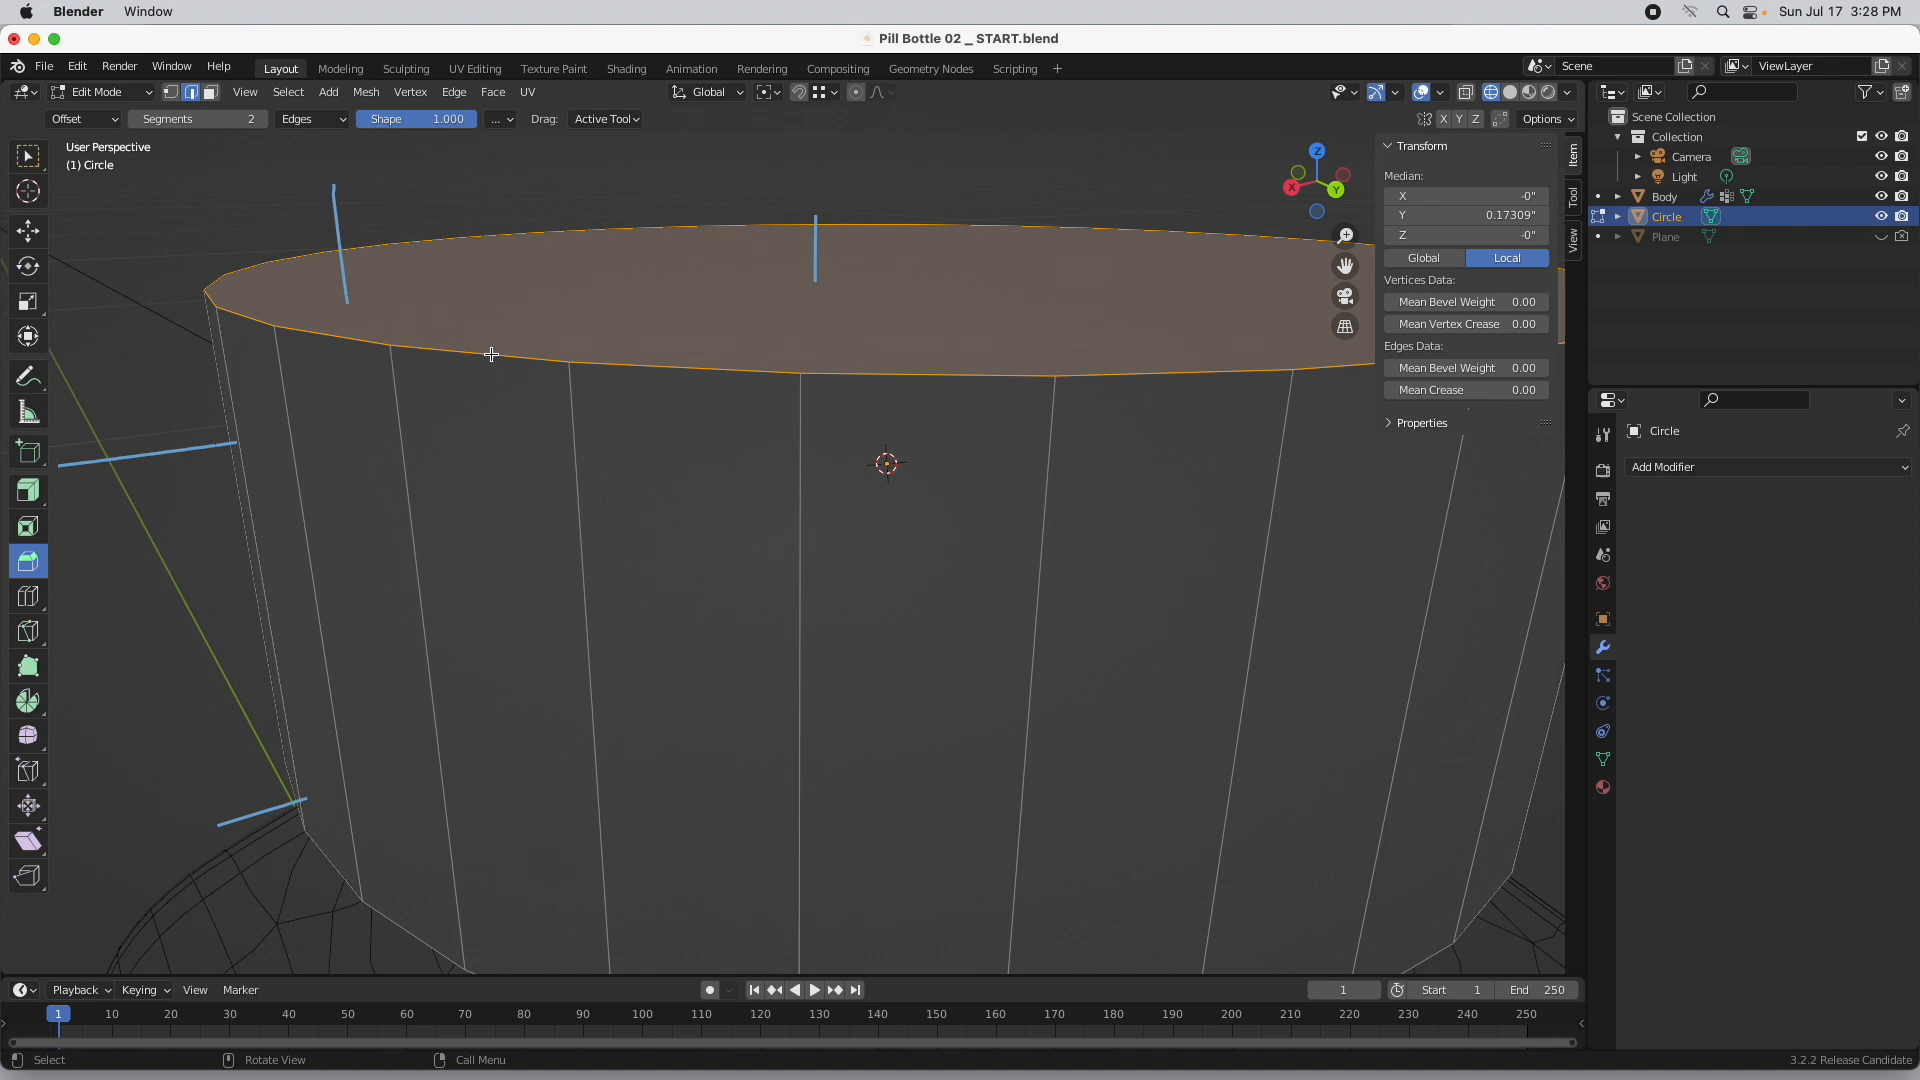 Blender Window Sun Jul 17 3:28 PM
Pill Bottle 02 _ START.blend
File Edit Render Window Help Layout Modeling Sculpting UV Editing Texture Paint Shading Animation Rendering Compositing Geometry Nodes Scripting + Scene ViewLayer
Edit Mode View Select Add Mesh Vertex Edge Face UV Global
Offset Segments 2 Edges Shape 1.000 ... Drag: Active Tool X Y Z Options
User Perspective
(1) Circle
Z
X
Y
Transform
Median:
X -0"
Y 0.17309"
Z -0"
Global Local
Vertices Data:
Mean Bevel Weight 0.00
Mean Vertex Crease 0.00
Edges Data:
Mean Bevel Weight 0.00
Mean Crease 0.00
Properties
Item
Tool
View
Scene Collection
Collection
Camera
Light
Body
Circle
Plane
Circle
Add Modifier
Playback Keying View Marker 1 Start 1 End 250
1 10 20 30 40 50 60 70 80 90 100 110 120 130 140 150 160 170 180 190 200 210 220 230 240 250
Select Rotate View Call Menu 3.2.2 Release Candidate